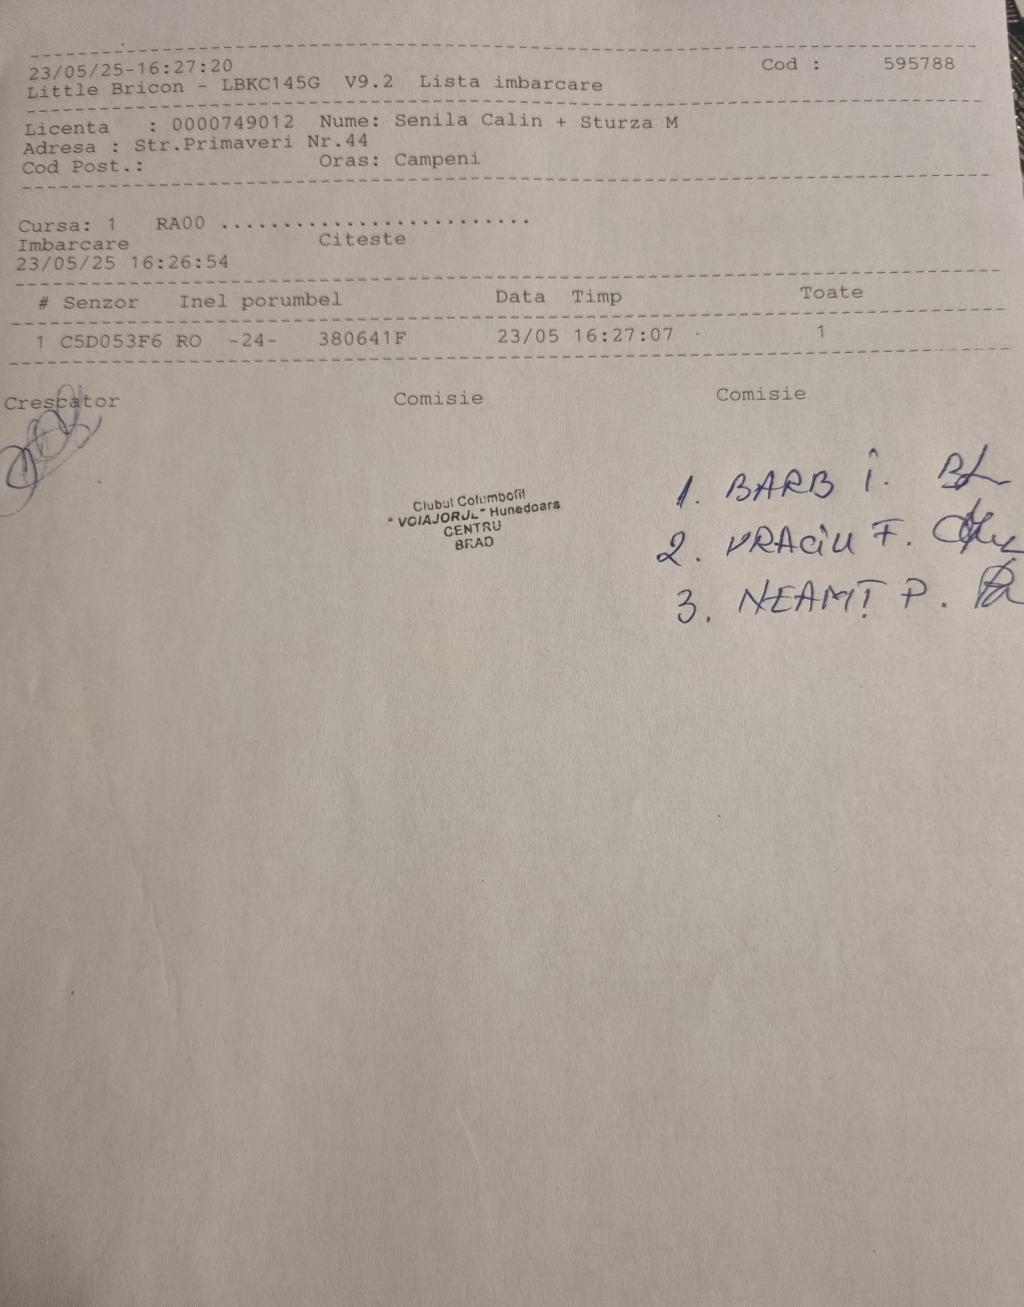 23/05/25-16:27:20 Cod : 595788
Little Bricon - LBKC145G V9.2 Lista imbarcare
Licenta : 0000749012 Nume: Senila Calin + Sturza M
Adresa : Str.Primaveri Nr.44
Cod Post.: Oras: Campeni
Cursa: 1 RA00 .........................
Imbarcare Citeste
23/05/25 16:26:54
# Senzor Inel porumbel Data Timp Toate
1 C5D053F6 RO -24- 380641F 23/05 16:27:07 1
Crescator Comisie Comisie
Clubul Columbofil
"VOIAJORUL" Hunedoara
CENTRU
BRAD
1. BARB Î.
2. VRACIU F.
3. NEAMȚ P.